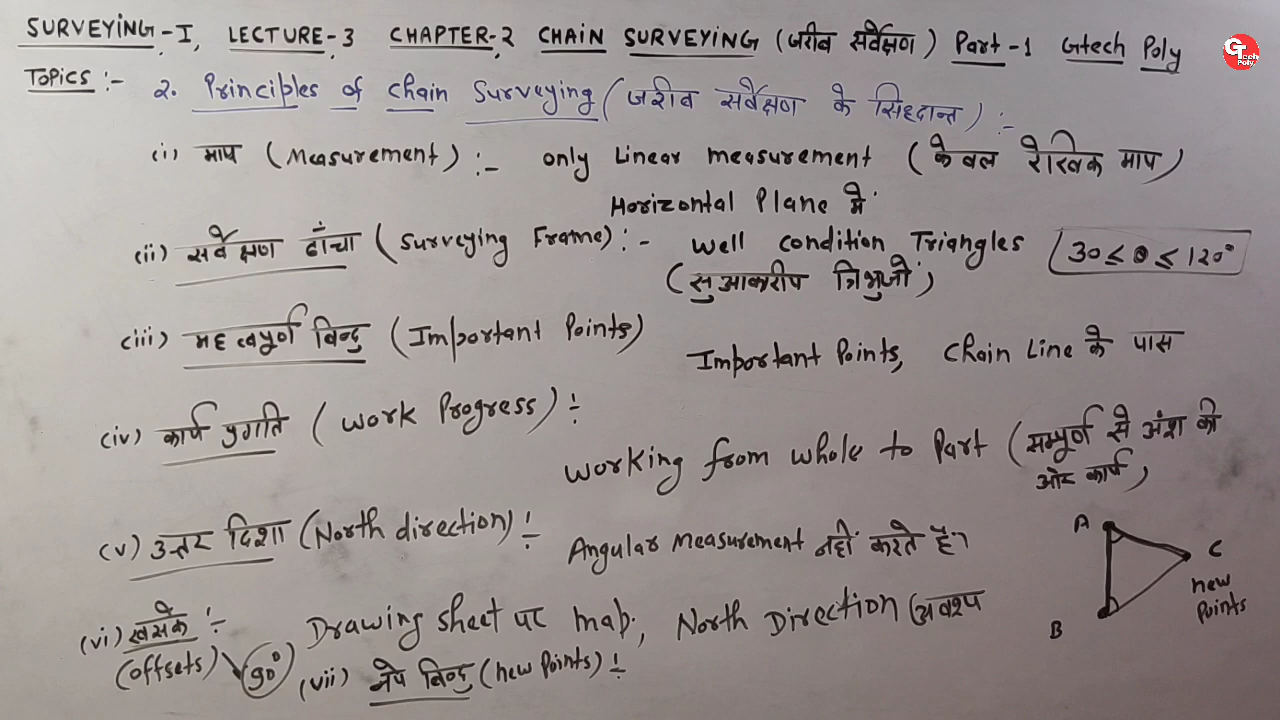 SURVEYING-I, LECTURE-3 CHAPTER-2 CHAIN SURVEYING (जरीब सर्वेक्षण) Part-1 Gtech Poly
GTech Poly
TOPICS :-
2. Principles of chain Surveying (जरीब सर्वेक्षण के सिद्दान्त) :-
(i) माप (Measurement) :- only Linear measurement (केवल रेखिक माप)
Horizontal Plane में
(ii) सर्वेक्षण ढाँचा (Surveying Frame) :- Well condition Triangles 30 ≤ θ ≤ 120°
(सुआकारीप त्रिभुजों)
(iii) महत्वपूर्ण बिन्दु (Important Points)
Important Points, Chain Line के पास
(iv) कार्य प्रगति (Work Progress) :-
Working from whole to Part (सम्पूर्ण से अंश की
ओर कार्य)
(v) उत्तर दिशा (North direction) :- Angular Measurement नहीं करते हैं।
(vi) खसके :- Drawing sheet पर map, North Direction (अवश्य
(offsets) 90°
(vii) नये बिन्दु (new Points) :-
A
B
C
new
Points